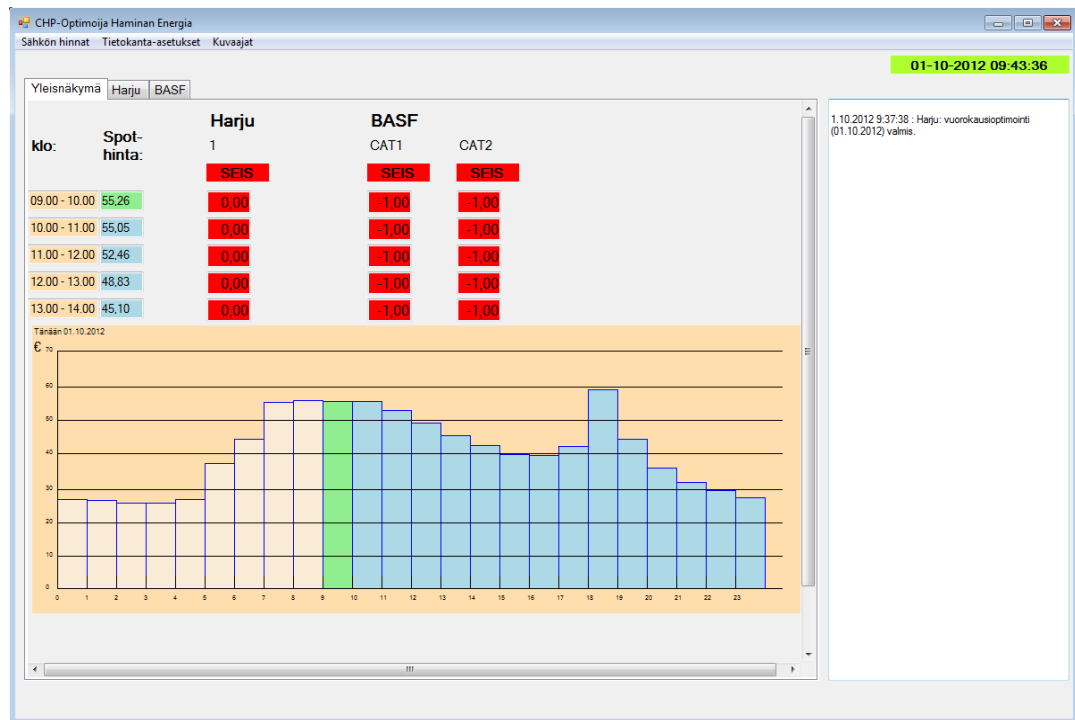 CHP-Optimoija Haminan Energia
Sähkön hinnat Tietokanta-asetukset Kuvaajat
01-10-2012 09:43:36
Yleisnäkymä Harju BASF
1.10.2012 9:37:38 : Harju: vuorokausioptimointi
(01.10.2012) valmis.
Harju BASF
klo: Spot-
hinta:
1 CAT1 CAT2
SEIS SEIS SEIS
09.00 - 10.00 55,26 0,00 -1,00 -1,00
10.00 - 11.00 55,05 0,00 -1,00 -1,00
11.00 - 12.00 52,46 0,00 -1,00 -1,00
12.00 - 13.00 48,83 0,00 -1,00 -1,00
13.00 - 14.00 45,10 0,00 -1,00 -1,00
Tänään 01.10.2012
€ 70
60
50
40
30
20
10
0
0 1 2 3 4 5 6 7 8 9 10 11 12 13 14 15 16 17 18 19 20 21 22 23